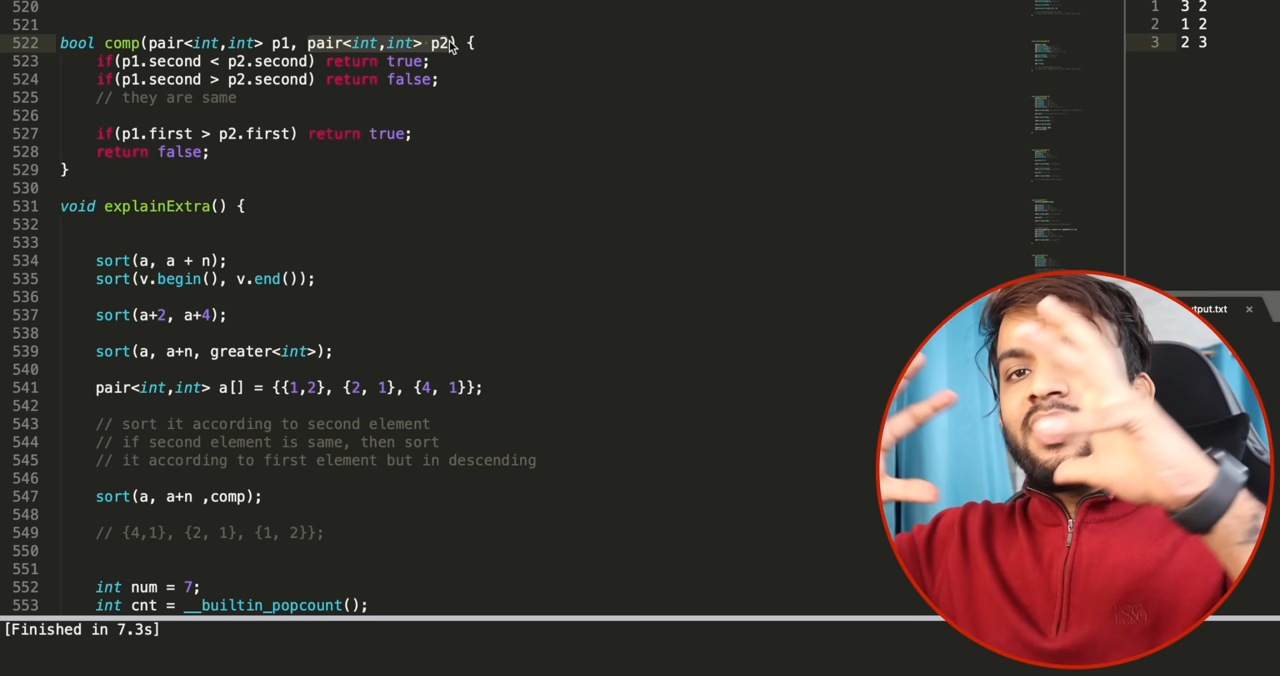 520
521
522 bool comp(pair<int,int> p1, pair<int,int> p2) {
523 if(p1.second < p2.second) return true;
524 if(p1.second > p2.second) return false;
525 // they are same
526
527 if(p1.first > p2.first) return true;
528 return false;
529 }
530
531 void explainExtra() {
532
533
534 sort(a, a + n);
535 sort(v.begin(), v.end());
536
537 sort(a+2, a+4);
538
539 sort(a, a+n, greater<int>);
540
541 pair<int,int> a[] = {{1,2}, {2, 1}, {4, 1}};
542
543 // sort it according to second element
544 // if second element is same, then sort
545 // it according to first element but in descending
546
547 sort(a, a+n ,comp);
548
549 // {4,1}, {2, 1}, {1, 2}};
550
551
552 int num = 7;
553 int cnt = __builtin_popcount();
[Finished in 7.3s]
1 3 2
2 1 2
3 2 3
tput.txt ×